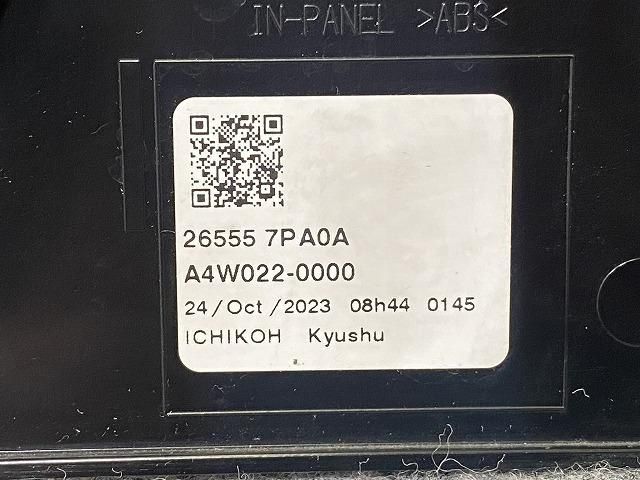 IN-PANEL >ABS<
26555 7PA0A
A4W022-0000
24/Oct/2023 08h44 0145
ICHIKOH Kyushu